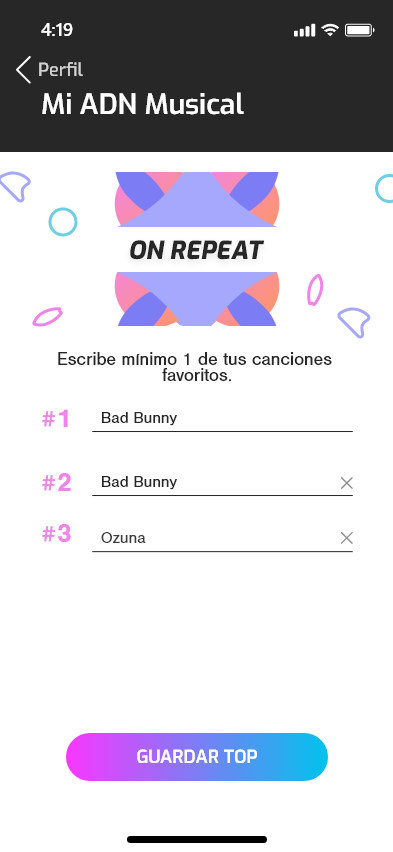 4:19
Perfil
Mi ADN Musical
ON REPEAT
Escribe mínimo 1 de tus canciones
favoritos.
#1 Bad Bunny
#2 Bad Bunny
#3 Ozuna
GUARDAR TOP